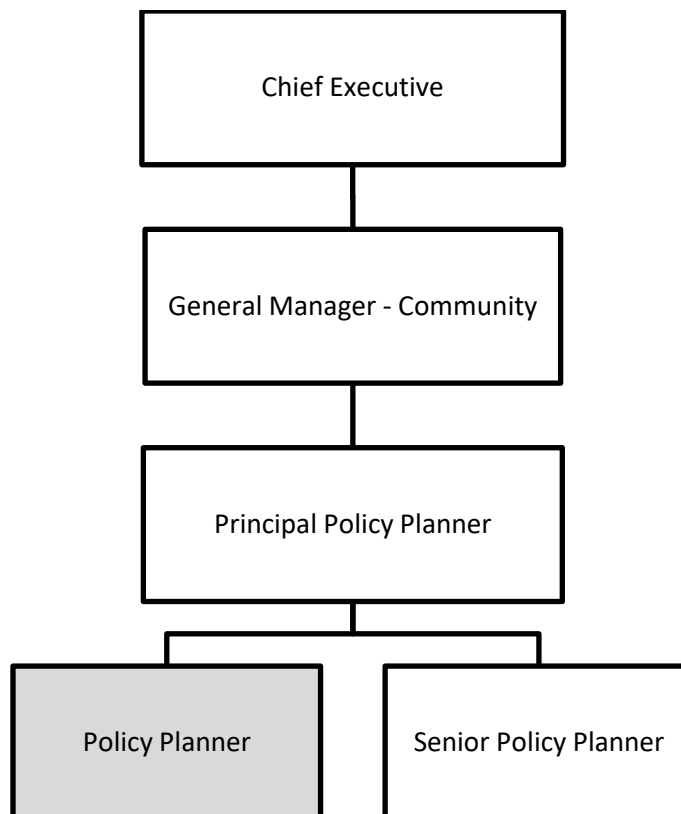 Chief Executive
General Manager - Community
Principal Policy Planner
Policy Planner
Senior Policy Planner